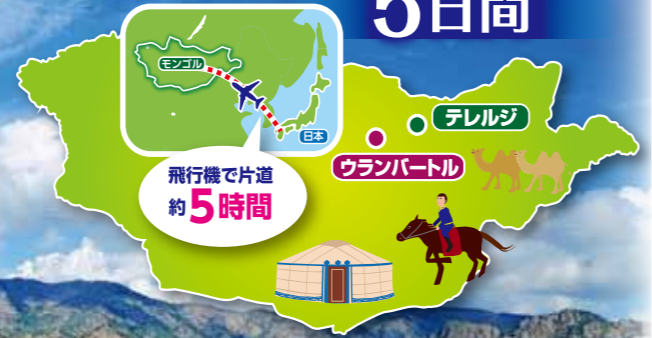 5日間
モンゴル
日本
テレルジ
ウランバートル
飛行機で片道
約5時間